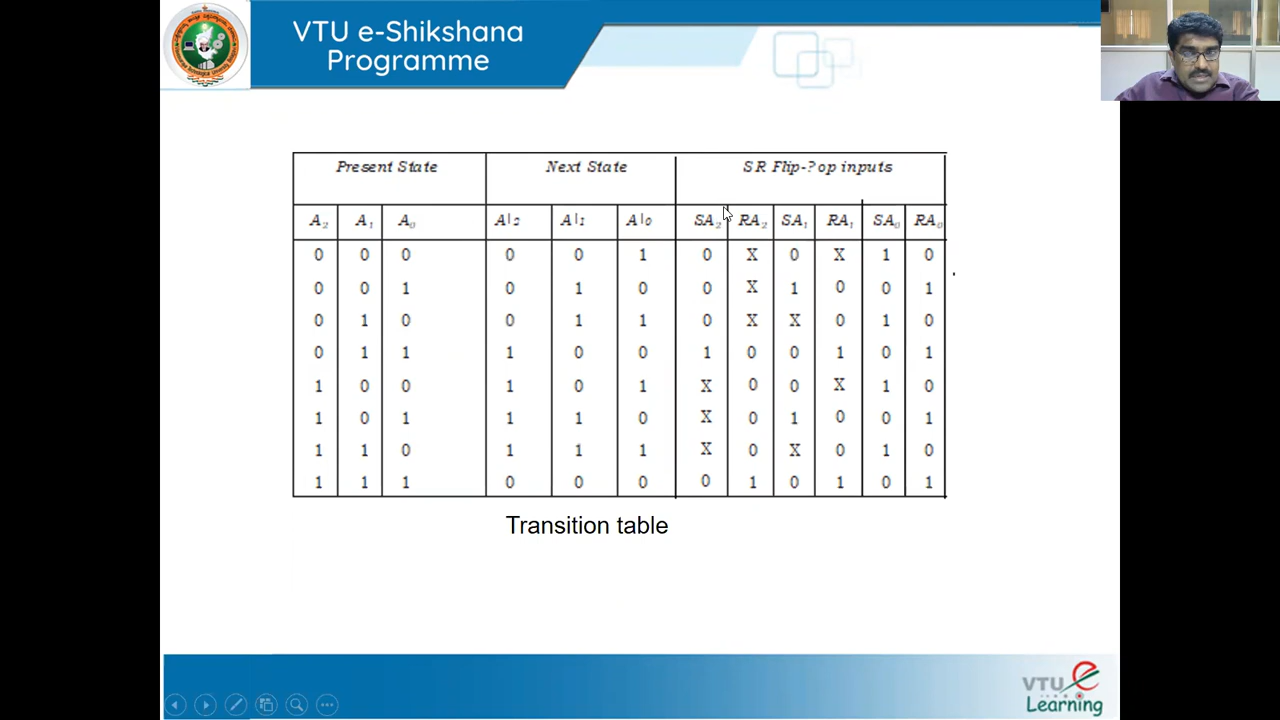 VTU e-Shikshana
Programme
Present State Next State SR Flip-?op inputs
A2 A1 A0 A|2 A|1 A|0 SA2 RA2 SA1 RA1 SA0 RA0
0 0 0 0 0 1 0 X 0 X 1 0
0 0 1 0 1 0 0 X 1 0 0 1
0 1 0 0 1 1 0 X X 0 1 0
0 1 1 1 0 0 1 0 0 1 0 1
1 0 0 1 0 1 X 0 0 X 1 0
1 0 1 1 1 0 X 0 1 0 0 1
1 1 0 1 1 1 X 0 X 0 1 0
1 1 1 0 0 0 0 1 0 1 0 1
Transition table
VTU e
Learning